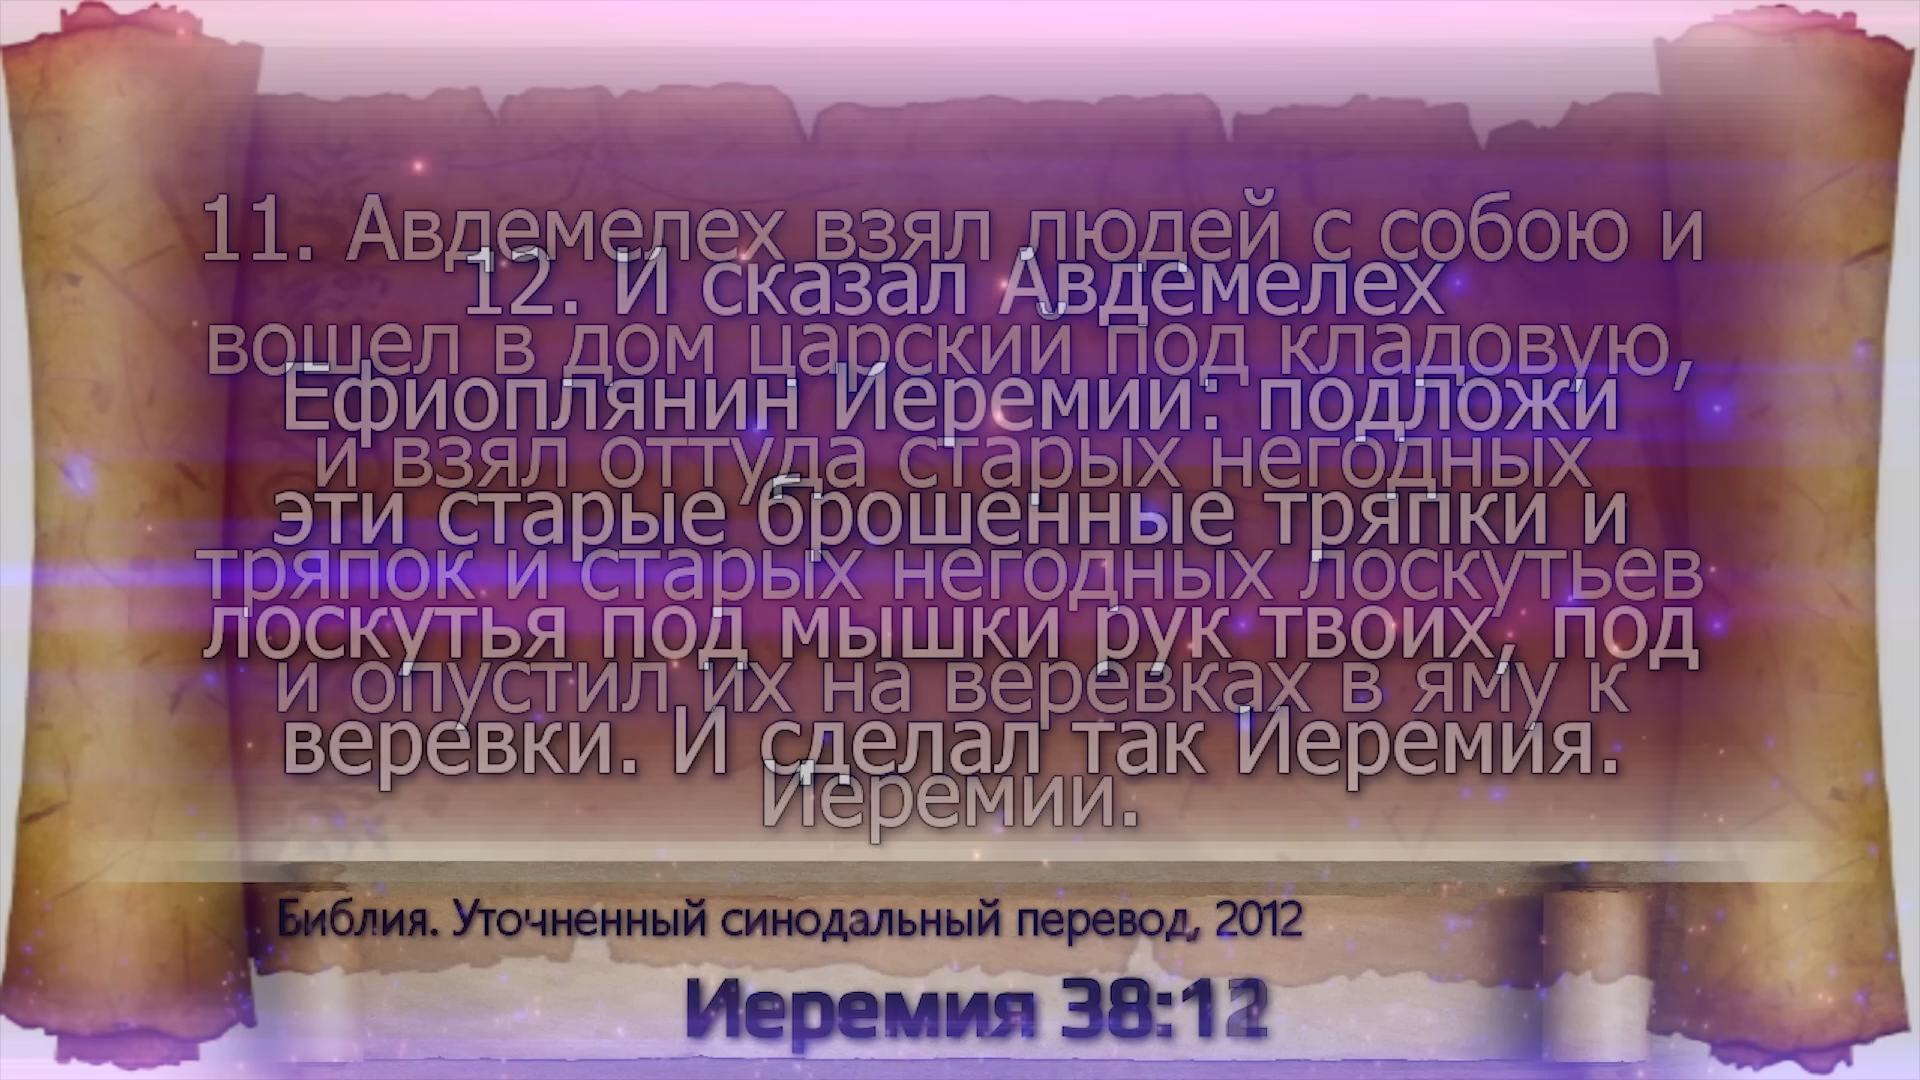 11. Авдемелех взял людей с собою и
вошел в дом царский под кладовую,
и взял оттуда старых негодных
тряпок и старых негодных лоскутьев
и опустил их на веревках в яму к
Иеремии.
12. И сказал Авдемелех
Ефиоплянин Иеремии: подложи
эти старые брошенные тряпки и
лоскутья под мышки рук твоих, под
веревки. И сделал так Иеремия.
Библия. Уточненный синодальный перевод, 2012
Иеремия 38:12